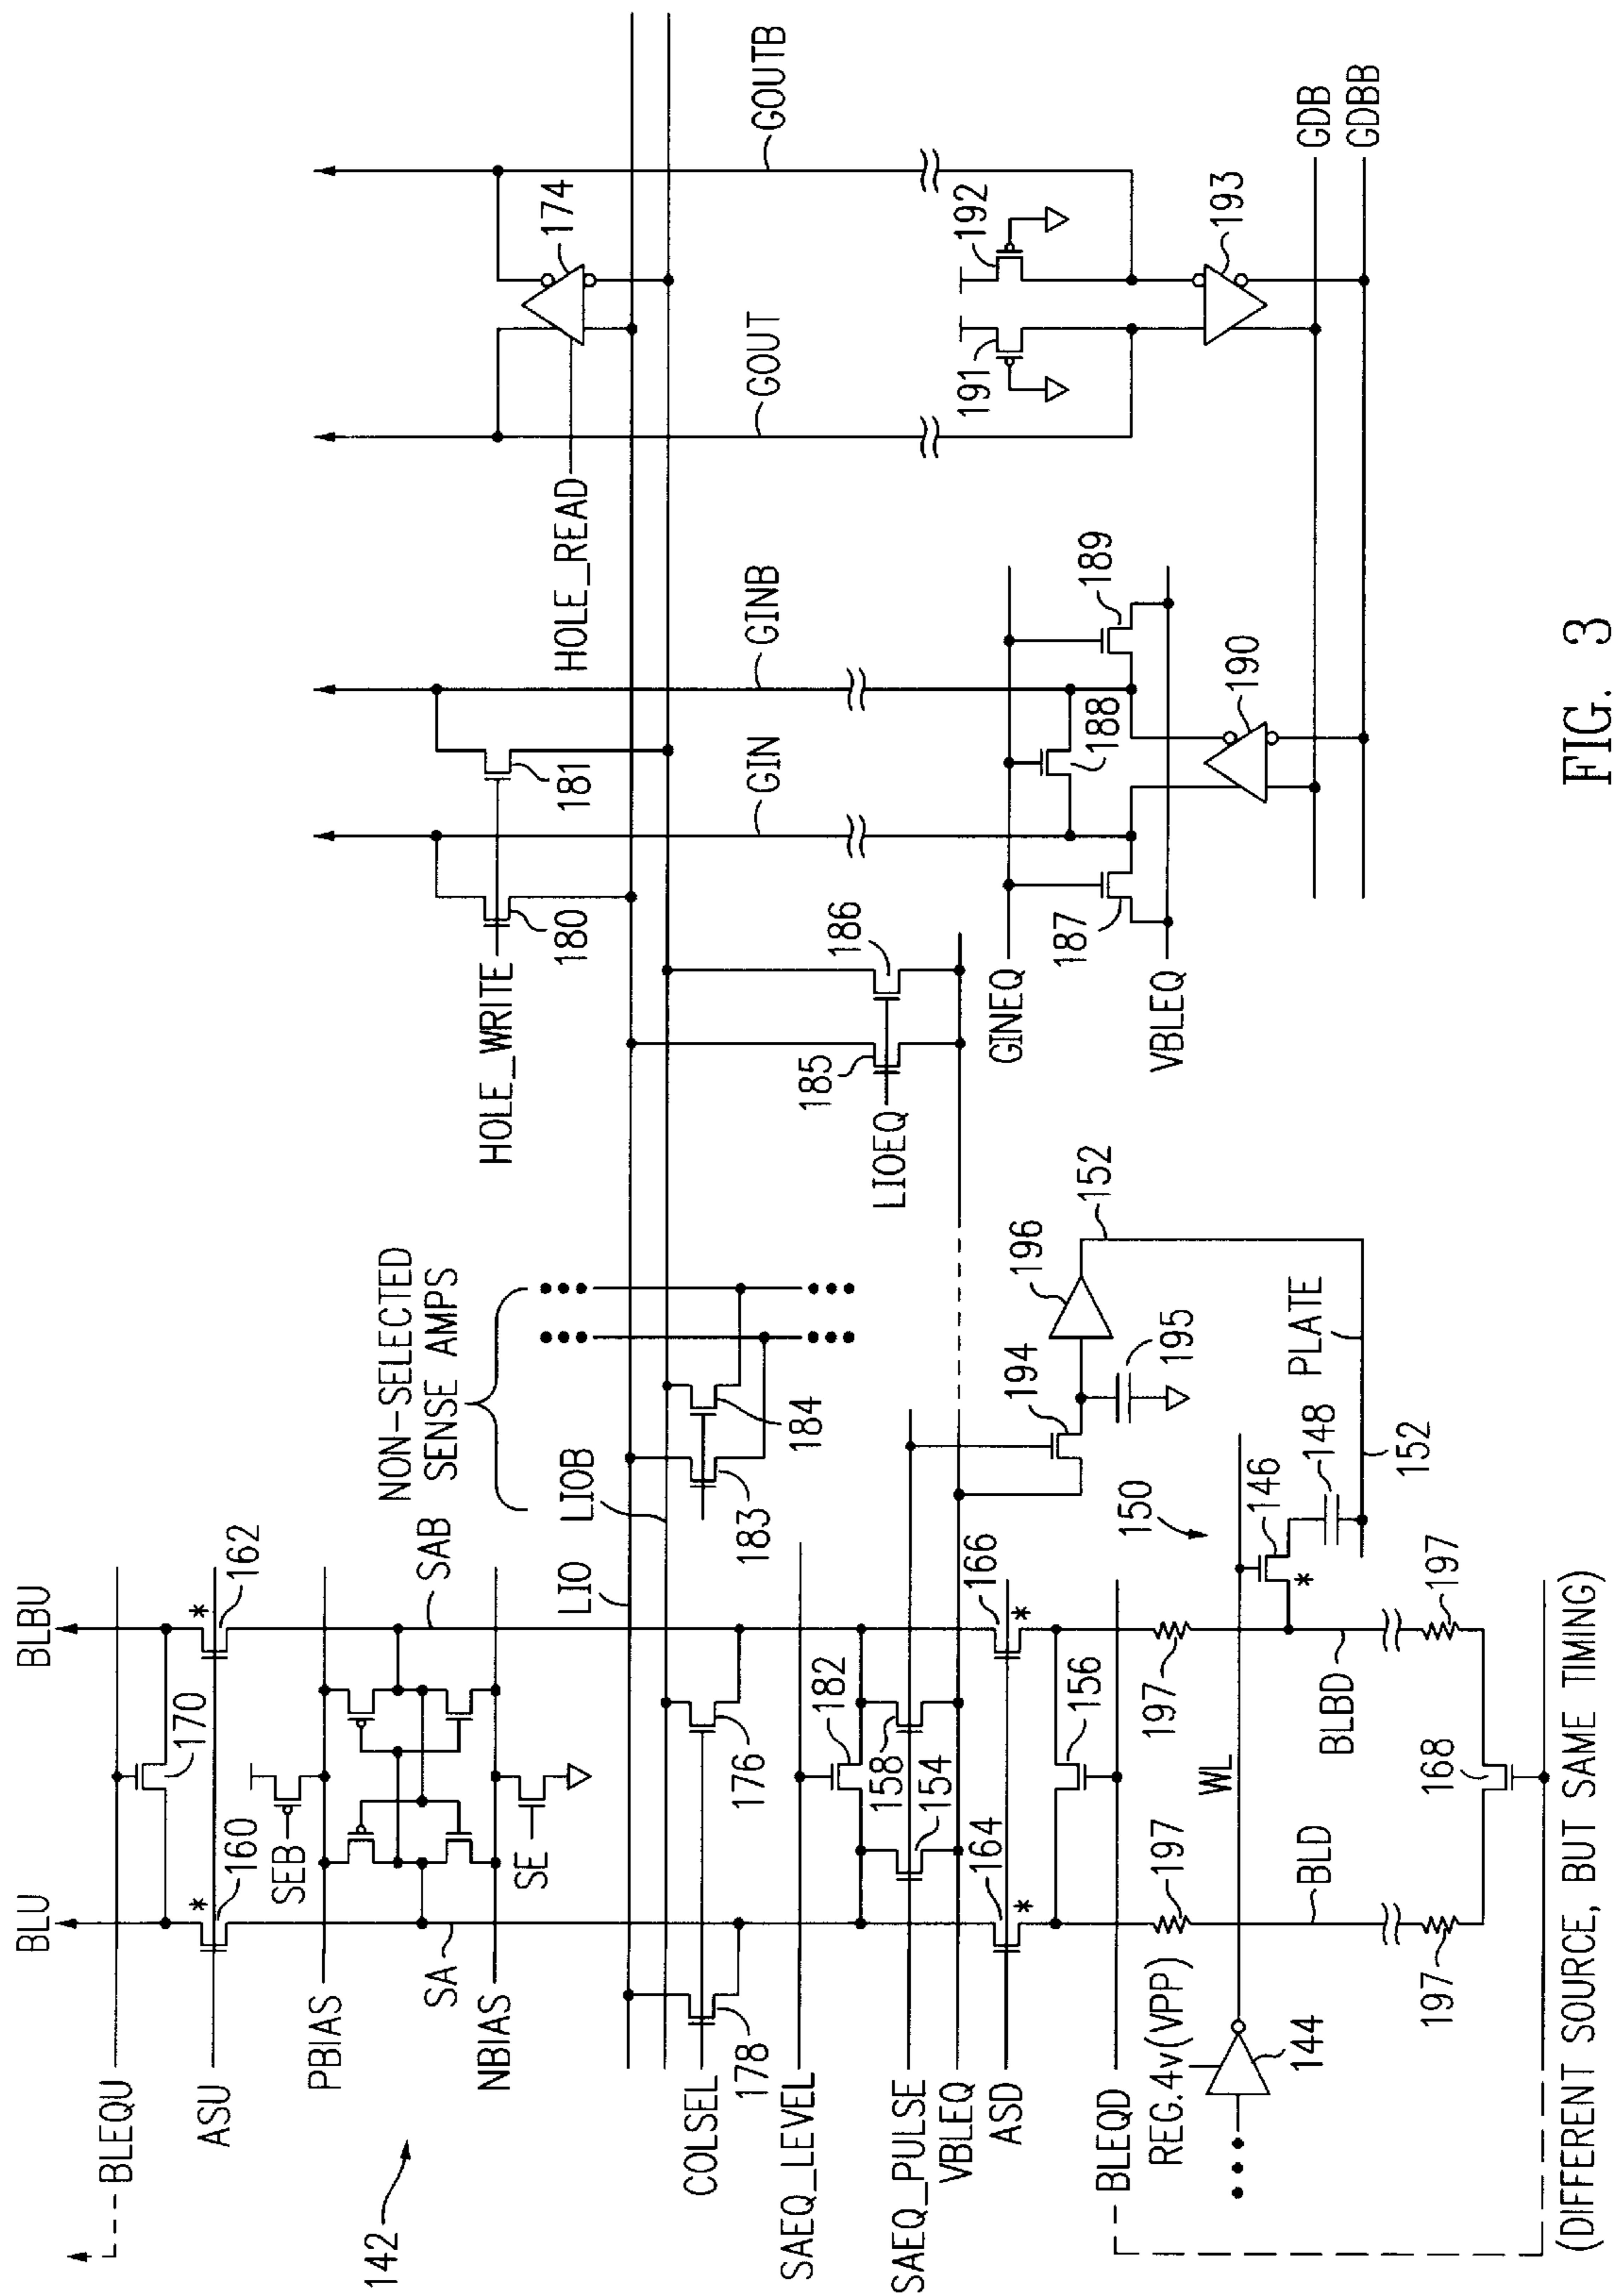 BLU
BLBU
BLEQU
170
ASU
*
160
*
162
SEB
PBIAS
SA
SAB
NBIAS
SE
142
NON-SELECTED
SENSE AMPS
LIO
LIOB
183
184
COLSEL
178
176
SAEQ_LEVEL
182
158
154
SAEQ_PULSE
VBLEQ
ASD
164
*
166
*
BLEQD
156
REG.4v(VPP)
144
WL
197
197
BLD
BLBD
197
197
168
150
146
*
148
152
PLATE
152
194
195
196
(DIFFERENT SOURCE, BUT SAME TIMING)
HOLE_WRITE
180
181
LIOEQ
185
186
GIN
GINB
GINEQ
187
188
189
VBLEQ
190
HOLE_READ
174
GOUT
GOUTB
191
192
193
GDB
GDBB
FIG. 3